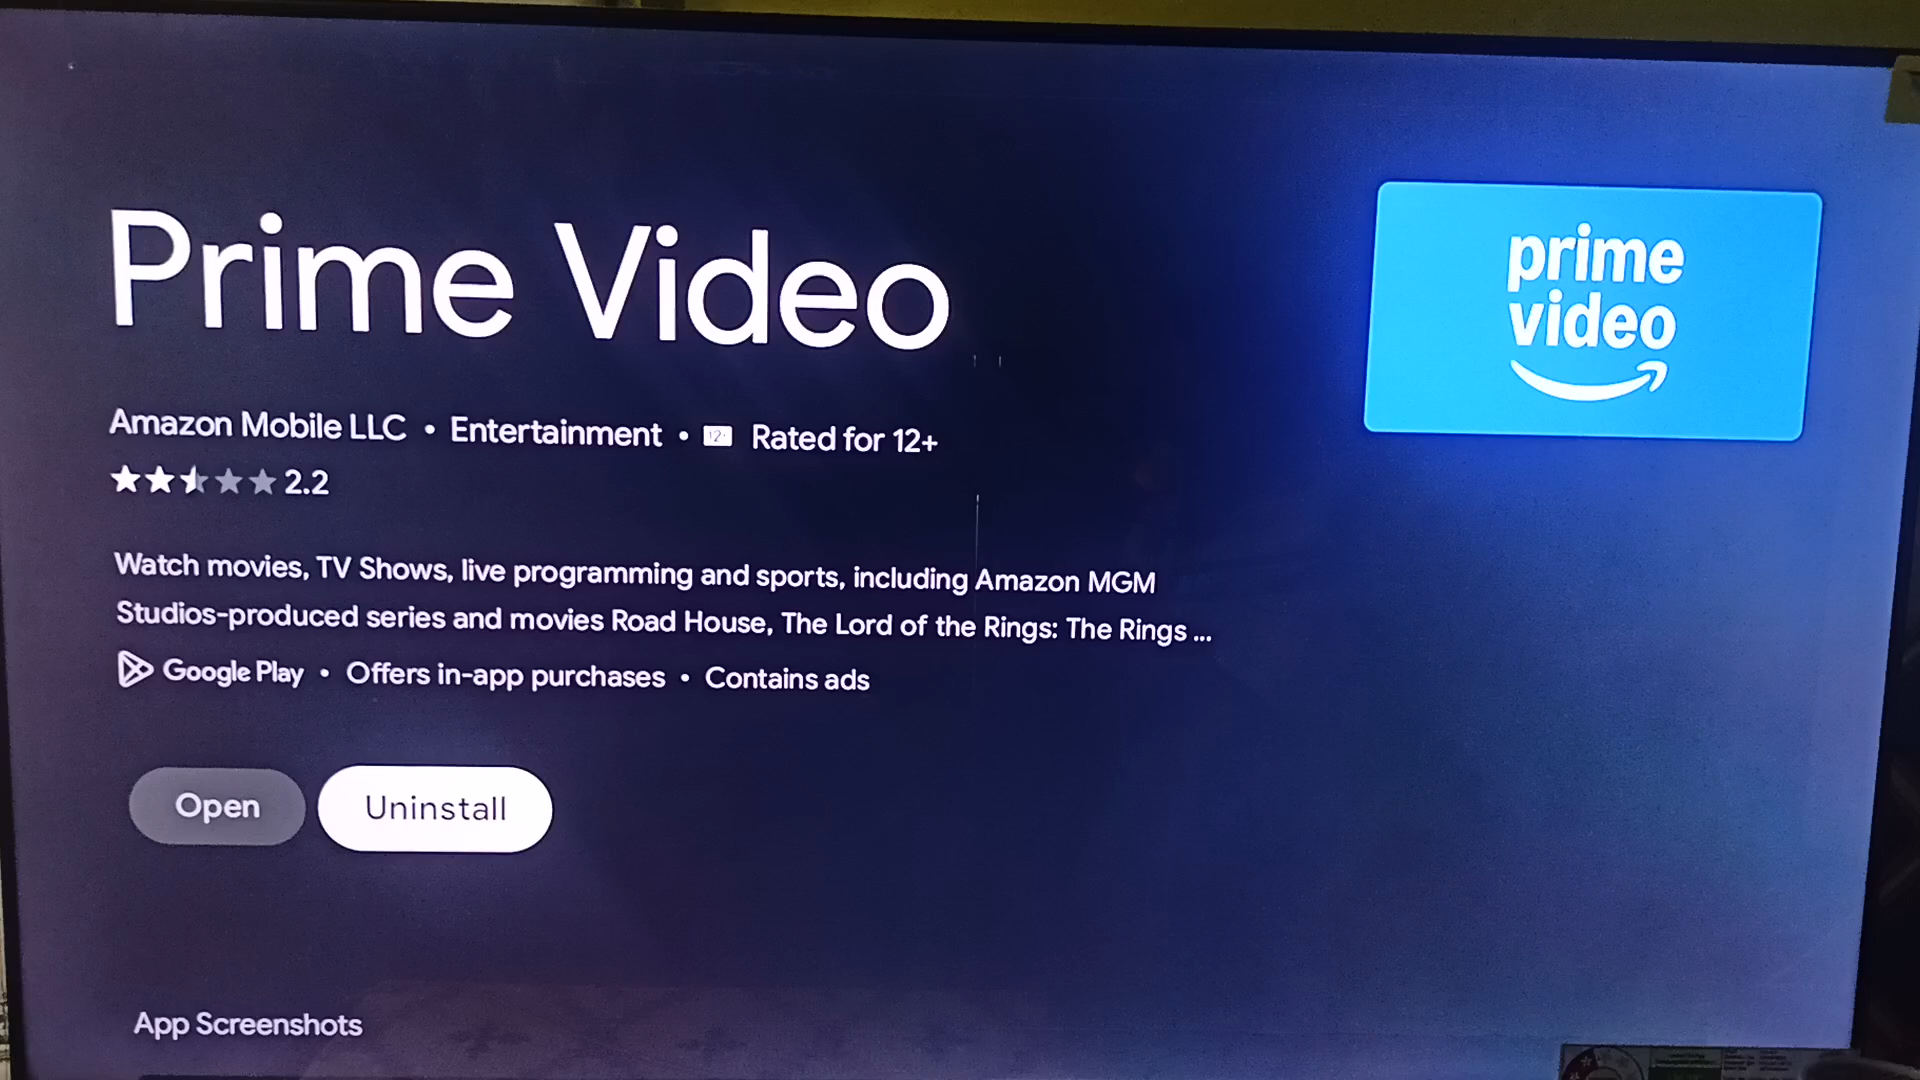 Prime Video
prime
video
Amazon Mobile LLC • Entertainment • 12+ Rated for 12+
2.2
Watch movies, TV Shows, live programming and sports, including Amazon MGM
Studios-produced series and movies Road House, The Lord of the Rings: The Rings ...
Google Play • Offers in-app purchases • Contains ads
Open
Uninstall
App Screenshots